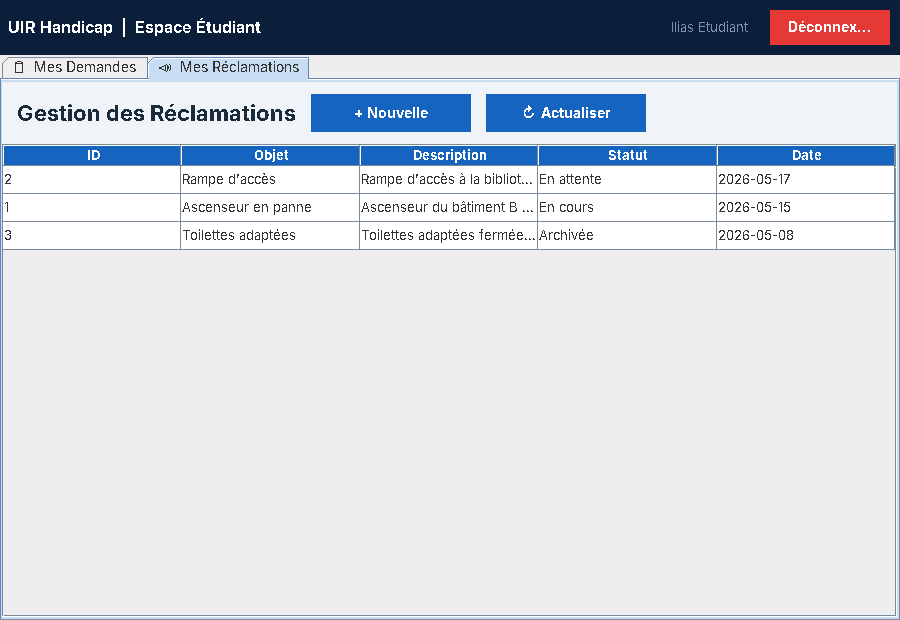 UIR Handicap | Espace Étudiant
Ilias Etudiant
Déconnex...
Mes Demandes
Mes Réclamations
Gestion des Réclamations
+ Nouvelle
↻ Actualiser
ID Objet Description Statut Date
2 Rampe d'accès Rampe d'accès à la bibliot... En attente 2026-05-17
1 Ascenseur en panne Ascenseur du bâtiment B ... En cours 2026-05-15
3 Toilettes adaptées Toilettes adaptées fermée... Archivée 2026-05-08